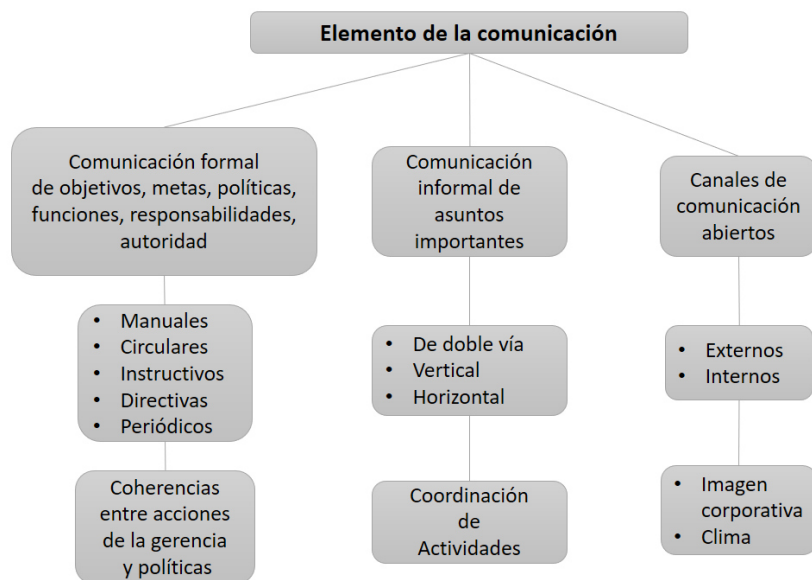 Elemento de la comunicación
Comunicación formal
de objetivos, metas, políticas,
funciones, responsabilidades,
autoridad
• Manuales
• Circulares
• Instructivos
• Directivas
• Periódicos
Coherencias
entre acciones
de la gerencia
y políticas
Comunicación
informal de
asuntos
importantes
• De doble vía
• Vertical
• Horizontal
Coordinación
de
Actividades
Canales de
comunicación
abiertos
• Externos
• Internos
• Imagen
corporativa
• Clima